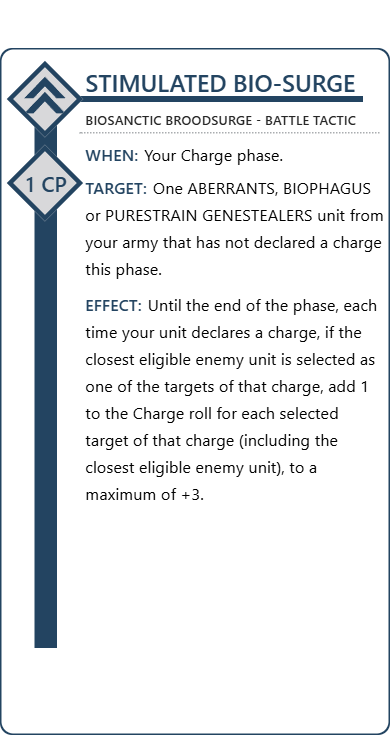 STIMULATED BIO-SURGE
BIOSANCTIC BROODSURGE - BATTLE TACTIC
WHEN: Your Charge phase.
1 CP
TARGET: One ABERRANTS, BIOPHAGUS
or PURESTRAIN GENESTEALERS unit from
your army that has not declared a charge
this phase.
EFFECT: Until the end of the phase, each
time your unit declares a charge, if the
closest eligible enemy unit is selected as
one of the targets of that charge, add 1
to the Charge roll for each selected
target of that charge (including the
closest eligible enemy unit), to a
maximum of +3.